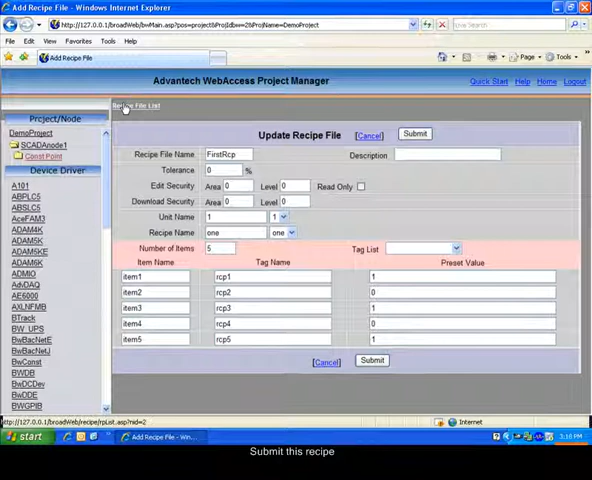 Add Recipe File - Windows Internet Explorer
http://127.0.0.1/broadWeb/bwMain.asp?pos=project&ProjIdbw=2&ProjName=DemoProject
Google
File Edit View Favorites Tools Help
Add Recipe File
Page Tools
Advantech WebAccess Project Manager
Quick Start Help Home Logout
Recipe File List
Project/Node
DemoProject
SCADAnode1
Const Point
Device Driver
A101
ABPLC5
ABSLC5
AceFAM3
ADAM4K
ADAM5K
ADAM5KE
ADAM6K
ADMIO
AdvDAQ
AE6000
AXLNFMB
BTrack
BW_UPS
BwBacNetE
BwBacNetJ
BwConst
BWDB
BwDCDev
BwDDE
BWGPIB
Update Recipe File [Cancel] Submit
Recipe File Name FirstRcp Description
Tolerance 0 %
Edit Security Area 0 Level 0 Read Only
Download Security Area 0 Level 0
Unit Name 1 1
Recipe Name one one
Number of Items 5 Tag List
Item Name Tag Name Preset Value
item1 rcp1 1
item2 rcp2 0
item3 rcp3 1
item4 rcp4 0
item5 rcp5 1
[Cancel] Submit
http://127.0.0.1/broadWeb/recipe/rpList.asp?nid=2
Internet
start
Add Recipe File - Win...
3:16 PM
Submit this recipe